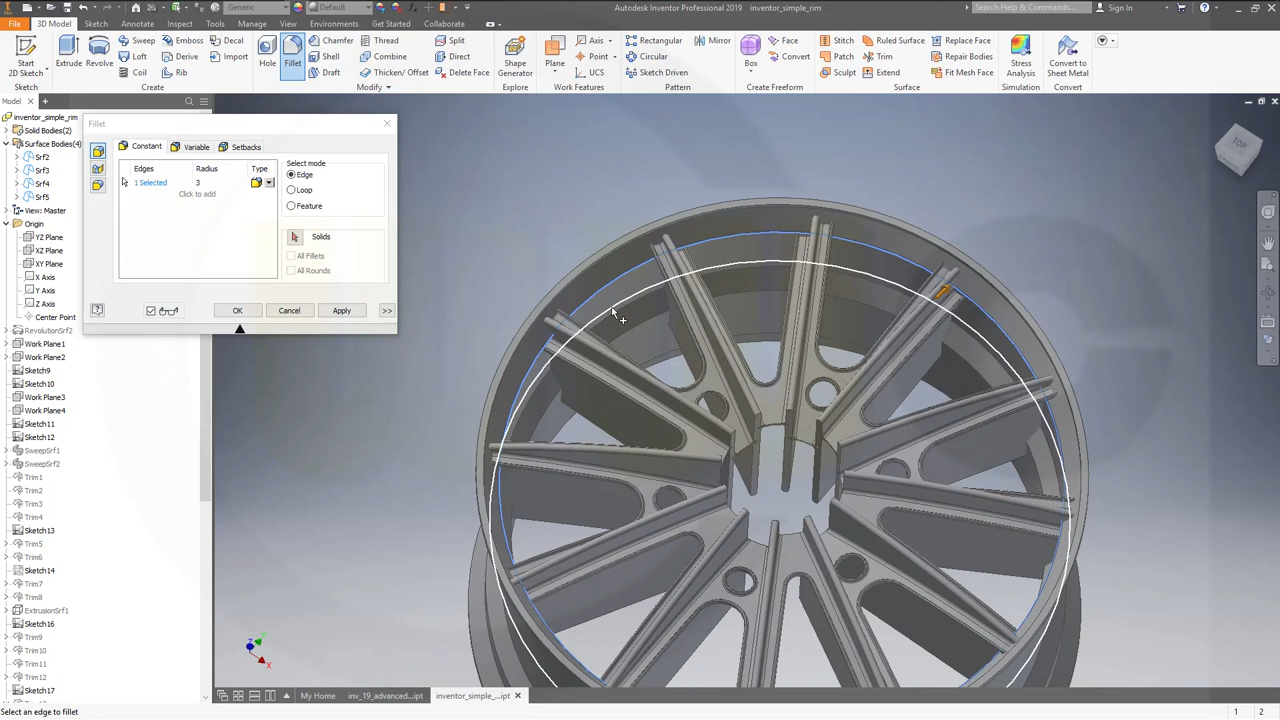 Generic
Default
Autodesk Inventor Professional 2019 inventor_simple_rim
Search Help & Commands...
Sign In
File 3D Model Sketch Annotate Inspect Tools Manage View Environments Get Started Collaborate
Start
2D Sketch
Extrude
Revolve
Sweep
Loft
Coil
Emboss
Derive
Rib
Decal
Import
Create
Hole
Fillet
Chamfer
Shell
Draft
Thread
Combine
Thicken/ Offset
Split
Direct
Delete Face
Modify
Shape
Generator
Explore
Plane
Axis
Point
UCS
Work Features
Rectangular
Circular
Sketch Driven
Mirror
Pattern
Box
Face
Convert
Create Freeform
Stitch
Patch
Sculpt
Ruled Surface
Trim
Extend
Replace Face
Repair Bodies
Fit Mesh Face
Surface
Stress
Analysis
Simulation
Convert to
Sheet Metal
Convert
Model
inventor_simple_rim
Solid Bodies(2)
Surface Bodies(4)
Srf2
Srf3
Srf4
Srf5
View: Master
Origin
YZ Plane
XZ Plane
XY Plane
X Axis
Y Axis
Z Axis
Center Point
RevolutionSrf2
Work Plane1
Work Plane2
Sketch9
Sketch10
Work Plane3
Work Plane4
Sketch11
Sketch12
SweepSrf1
SweepSrf2
Trim1
Trim2
Trim3
Trim4
Sketch13
Trim5
Trim6
Sketch14
Trim7
Trim8
ExtrusionSrf1
Sketch16
Trim9
Trim10
Trim11
Trim12
Sketch17
Fillet
Constant
Variable
Setbacks
Edges Radius Type
1 Selected 3
Click to add
Select mode
Edge
Loop
Feature
Solids
All Fillets
All Rounds
OK
Cancel
Apply
>>
TOP
Z
X
My Home
inv_19_advanced...ipt
inventor_simple_...ipt
Select an edge to fillet
1 2